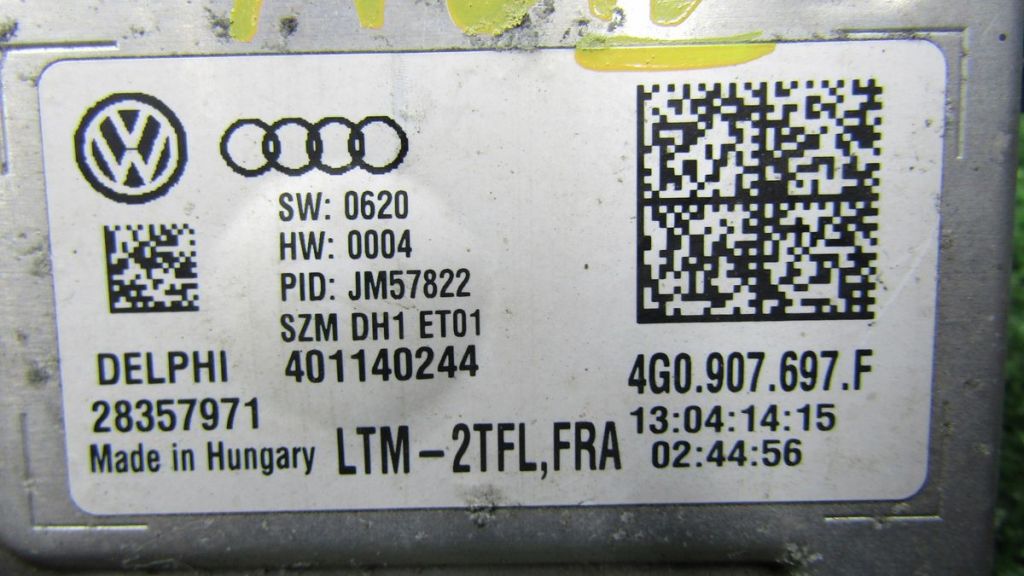 SW: 0620
HW: 0004
PID: JM57822
SZM DH1 ET01
DELPHI 401140244
28357971
Made in Hungary
LTM-2TFL,FRA
4G0.907.697.F
13:04:14:15
02:44:56